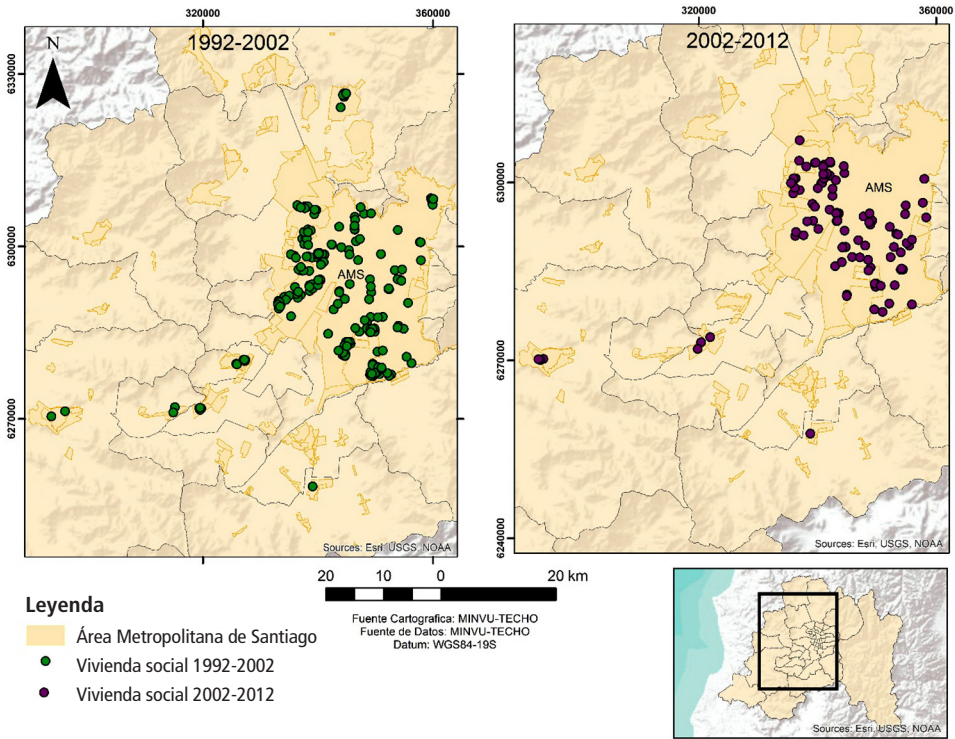 320000
360000
320000
360000
1992-2002
2002-2012
N
6330000
6300000
6270000
AMS
Sources: Esri, USGS, NOAA
6300000
6270000
6240000
AMS
Sources: Esri, USGS, NOAA
20 10 0 20 km
Fuente Cartografica: MINVU-TECHO
Fuente de Datos: MINVU-TECHO
Datum: WGS84-19S
Leyenda
Área Metropolitana de Santiago
Vivienda social 1992-2002
Vivienda social 2002-2012
Sources: Esri, USGS, NOAA